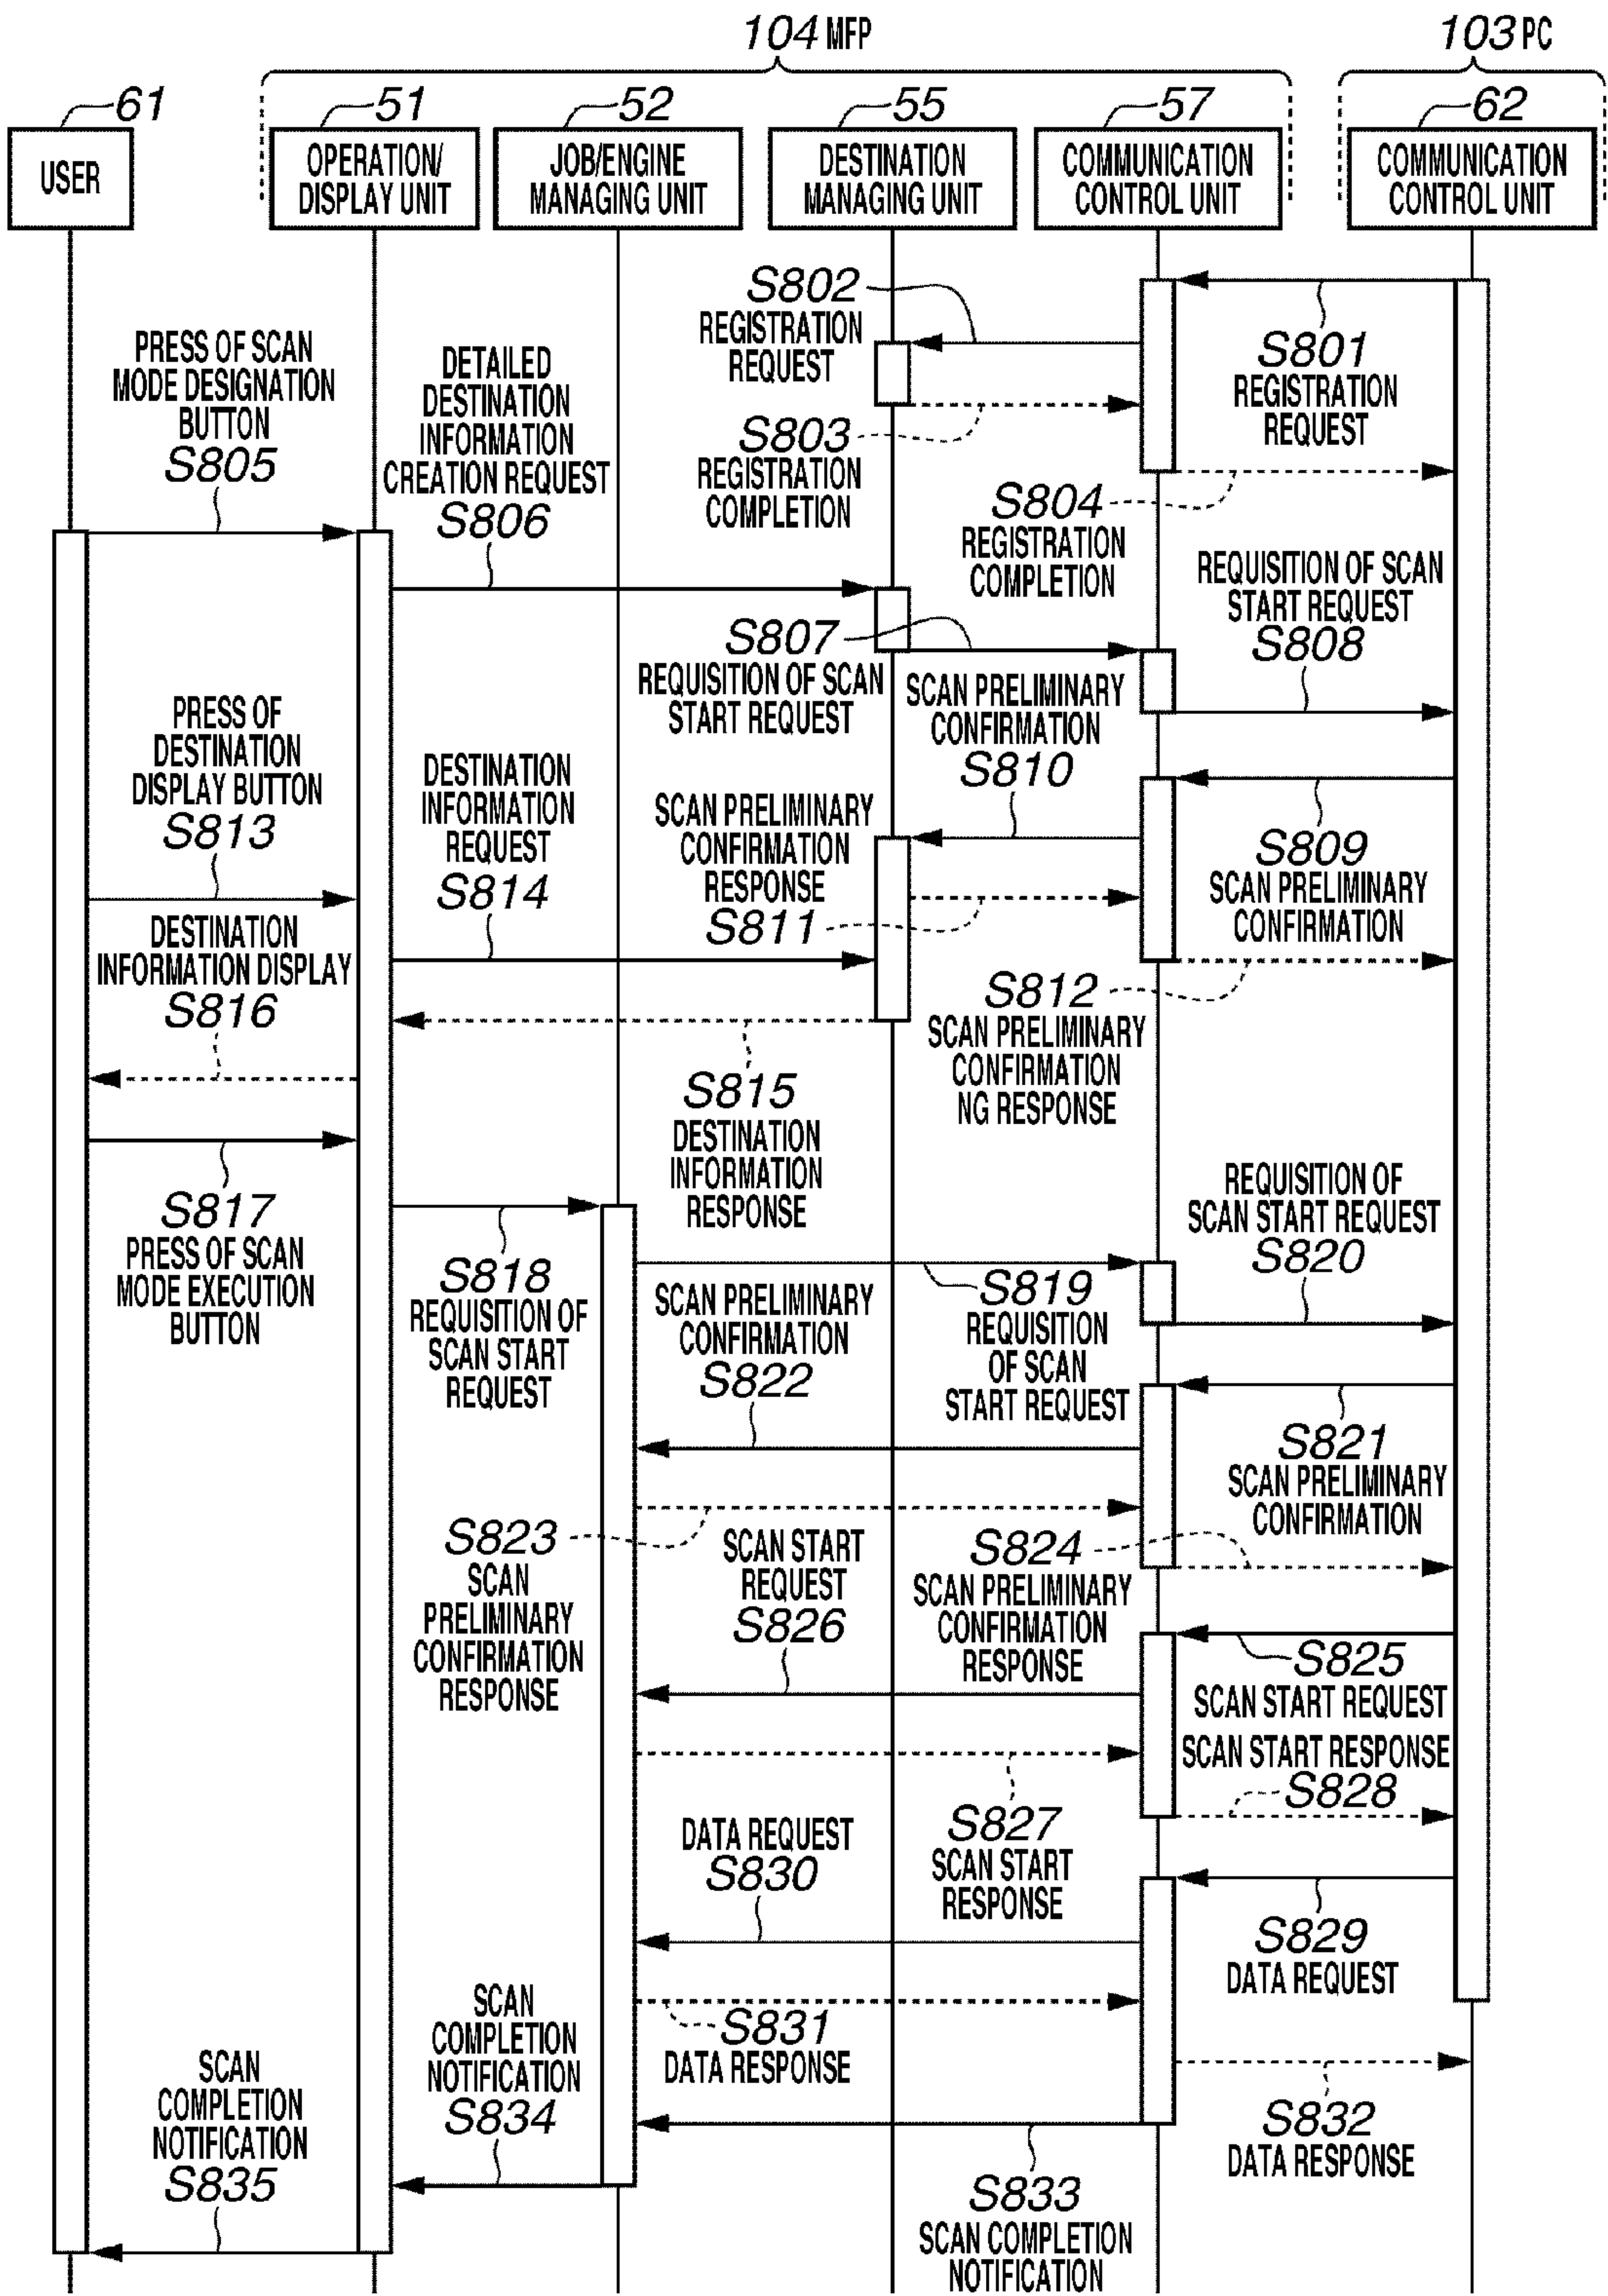 104 MFP
103 PC
61
51
52
55
57
62
USER
OPERATION/
DISPLAY UNIT
JOB/ENGINE
MANAGING UNIT
DESTINATION
MANAGING UNIT
COMMUNICATION
CONTROL UNIT
COMMUNICATION
CONTROL UNIT
S802
REGISTRATION
REQUEST
S801
REGISTRATION
REQUEST
PRESS OF SCAN
MODE DESIGNATION
BUTTON
S805
DETAILED
DESTINATION
INFORMATION
CREATION REQUEST
S806
S803
REGISTRATION
COMPLETION
S804
REGISTRATION
COMPLETION
REQUISITION OF SCAN
START REQUEST
S808
S807
REQUISITION OF SCAN
START REQUEST
SCAN PRELIMINARY
CONFIRMATION
S810
PRESS OF
DESTINATION
DISPLAY BUTTON
S813
DESTINATION
INFORMATION
REQUEST
S814
SCAN PRELIMINARY
CONFIRMATION
RESPONSE
S811
S809
SCAN PRELIMINARY
CONFIRMATION
DESTINATION
INFORMATION DISPLAY
S816
S812
SCAN PRELIMINARY
CONFIRMATION
NG RESPONSE
S815
DESTINATION
INFORMATION
RESPONSE
S817
PRESS OF SCAN
MODE EXECUTION
BUTTON
REQUISITION OF
SCAN START REQUEST
S820
S818
REQUISITION OF
SCAN START
REQUEST
SCAN PRELIMINARY
CONFIRMATION
S822
S819
REQUISITION
OF SCAN
START REQUEST
S821
SCAN PRELIMINARY
CONFIRMATION
S823
SCAN
PRELIMINARY
CONFIRMATION
RESPONSE
SCAN START
REQUEST
S826
S824
SCAN PRELIMINARY
CONFIRMATION
RESPONSE
S825
SCAN START REQUEST
SCAN START RESPONSE
S828
DATA REQUEST
S830
S827
SCAN START
RESPONSE
S829
DATA REQUEST
SCAN
COMPLETION
NOTIFICATION
S834
S831
DATA RESPONSE
SCAN
COMPLETION
NOTIFICATION
S835
S832
DATA RESPONSE
S833
SCAN COMPLETION
NOTIFICATION